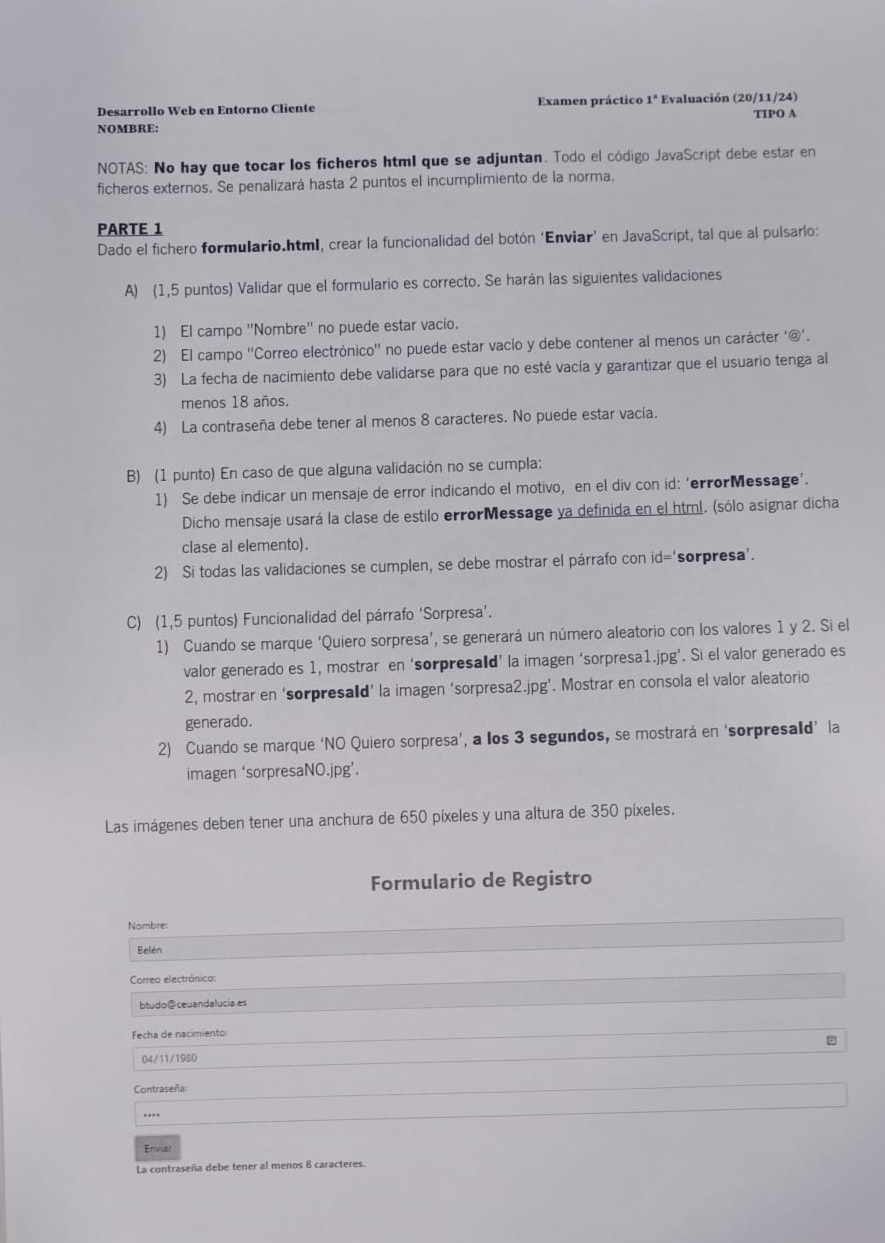 Desarrollo Web en Entorno Cliente
Examen práctico 1ª Evaluación (20/11/24)
NOMBRE:
TIPO A
NOTAS: No hay que tocar los ficheros html que se adjuntan. Todo el código JavaScript debe estar en
ficheros externos. Se penalizará hasta 2 puntos el incumplimiento de la norma.
PARTE 1
Dado el fichero formulario.html, crear la funcionalidad del botón 'Enviar' en JavaScript, tal que al pulsarlo:
A) (1,5 puntos) Validar que el formulario es correcto. Se harán las siguientes validaciones
1) El campo "Nombre" no puede estar vacío.
2) El campo "Correo electrónico" no puede estar vacío y debe contener al menos un carácter '@'.
3) La fecha de nacimiento debe validarse para que no esté vacía y garantizar que el usuario tenga al
menos 18 años.
4) La contraseña debe tener al menos 8 caracteres. No puede estar vacía.
B) (1 punto) En caso de que alguna validación no se cumpla:
1) Se debe indicar un mensaje de error indicando el motivo, en el div con id: 'errorMessage'.
Dicho mensaje usará la clase de estilo errorMessage ya definida en el html. (sólo asignar dicha
clase al elemento).
2) Si todas las validaciones se cumplen, se debe mostrar el párrafo con id='sorpresa'.
C) (1,5 puntos) Funcionalidad del párrafo 'Sorpresa'.
1) Cuando se marque 'Quiero sorpresa', se generará un número aleatorio con los valores 1 y 2. Si el
valor generado es 1, mostrar en 'sorpresaId' la imagen 'sorpresa1.jpg'. Si el valor generado es
2, mostrar en 'sorpresaId' la imagen 'sorpresa2.jpg'. Mostrar en consola el valor aleatorio
generado.
2) Cuando se marque 'NO Quiero sorpresa', a los 3 segundos, se mostrará en 'sorpresaId' la
imagen 'sorpresaNO.jpg'.
Las imágenes deben tener una anchura de 650 píxeles y una altura de 350 píxeles.
Formulario de Registro
Nombre:
Belén
Correo electrónico:
btudo@ceuandalucia.es
Fecha de nacimiento:
04/11/1980
Contraseña:
••••
Enviar
La contraseña debe tener al menos 8 caracteres.